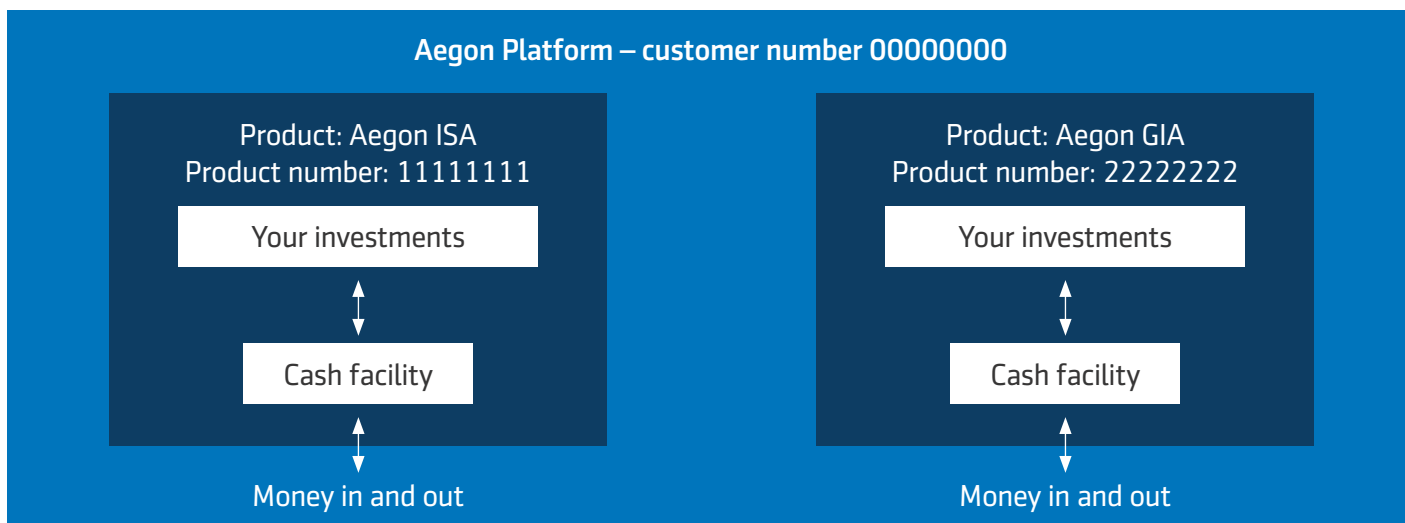 Aegon Platform – customer number 00000000
Product: Aegon ISA
Product number: 11111111
Your investments
Cash facility
Money in and out
Product: Aegon GIA
Product number: 22222222
Your investments
Cash facility
Money in and out